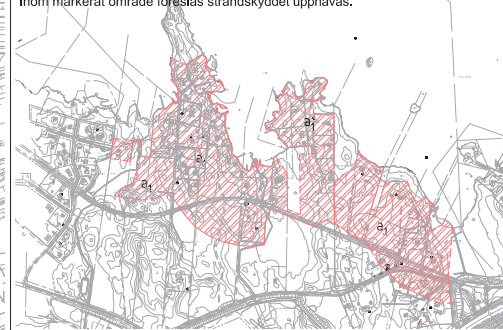 Inom markerat område föreslås strandskyddet upphävas.
a₁
a₁
a₁
a₁